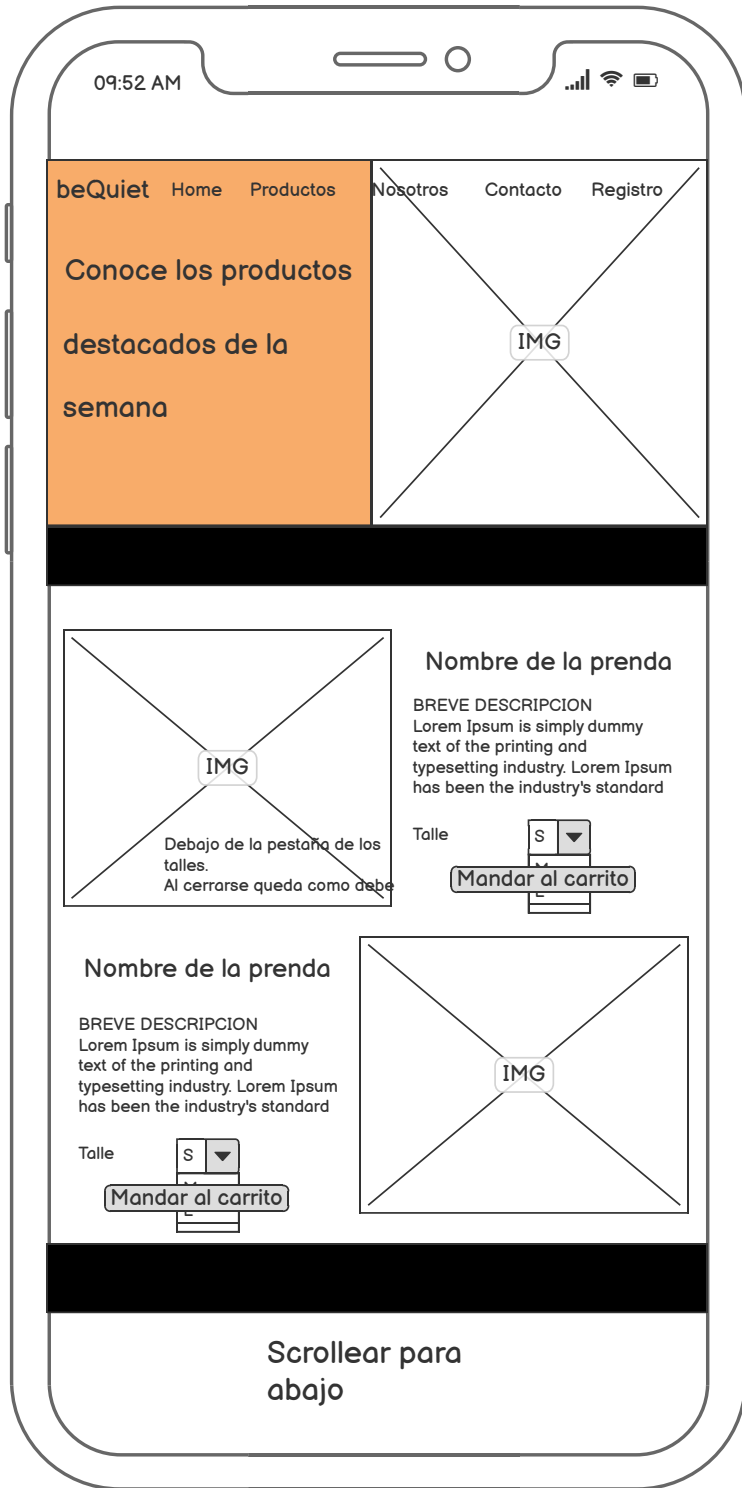 09:52 AM
beQuiet Home Productos Nosotros Contacto Registro
Conoce los productos
destacados de la
semana
IMG
IMG
Debajo de la pestaña de los
talles.
Al cerrarse queda como debe
Nombre de la prenda
BREVE DESCRIPCION
Lorem Ipsum is simply dummy
text of the printing and
typesetting industry. Lorem Ipsum
has been the industry's standard
Talle
S
Mandar al carrito
Nombre de la prenda
BREVE DESCRIPCION
Lorem Ipsum is simply dummy
text of the printing and
typesetting industry. Lorem Ipsum
has been the industry's standard
Talle
S
Mandar al carrito
IMG
Scrollear para
abajo